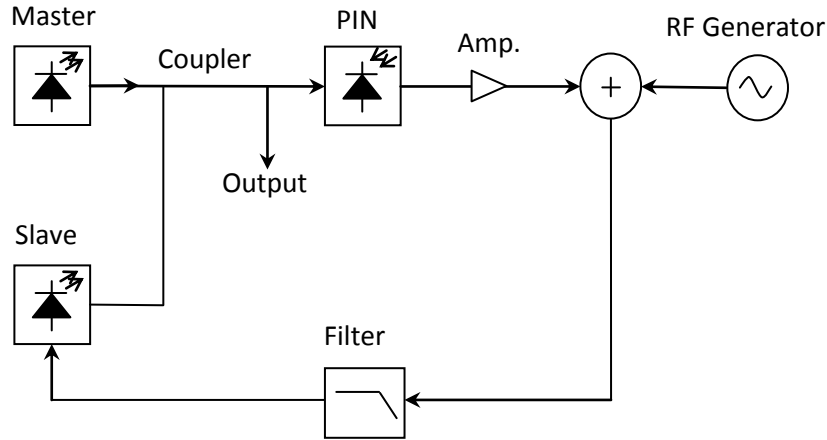 Master
PIN
RF Generator
Coupler
Amp.
+
Output
Slave
Filter